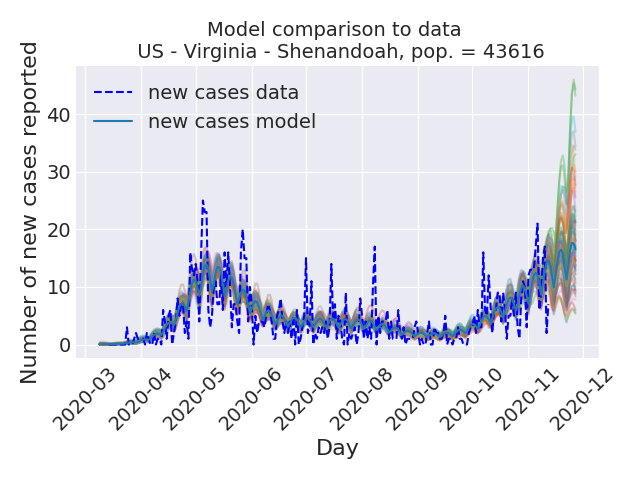 Model comparison to data
US - Virginia - Shenandoah, pop. = 43616
Number of new cases reported
new cases data
new cases model
40
30
20
10
0
2020-03
2020-04
2020-05
2020-06
2020-07
2020-08
2020-09
2020-10
2020-11
2020-12
Day